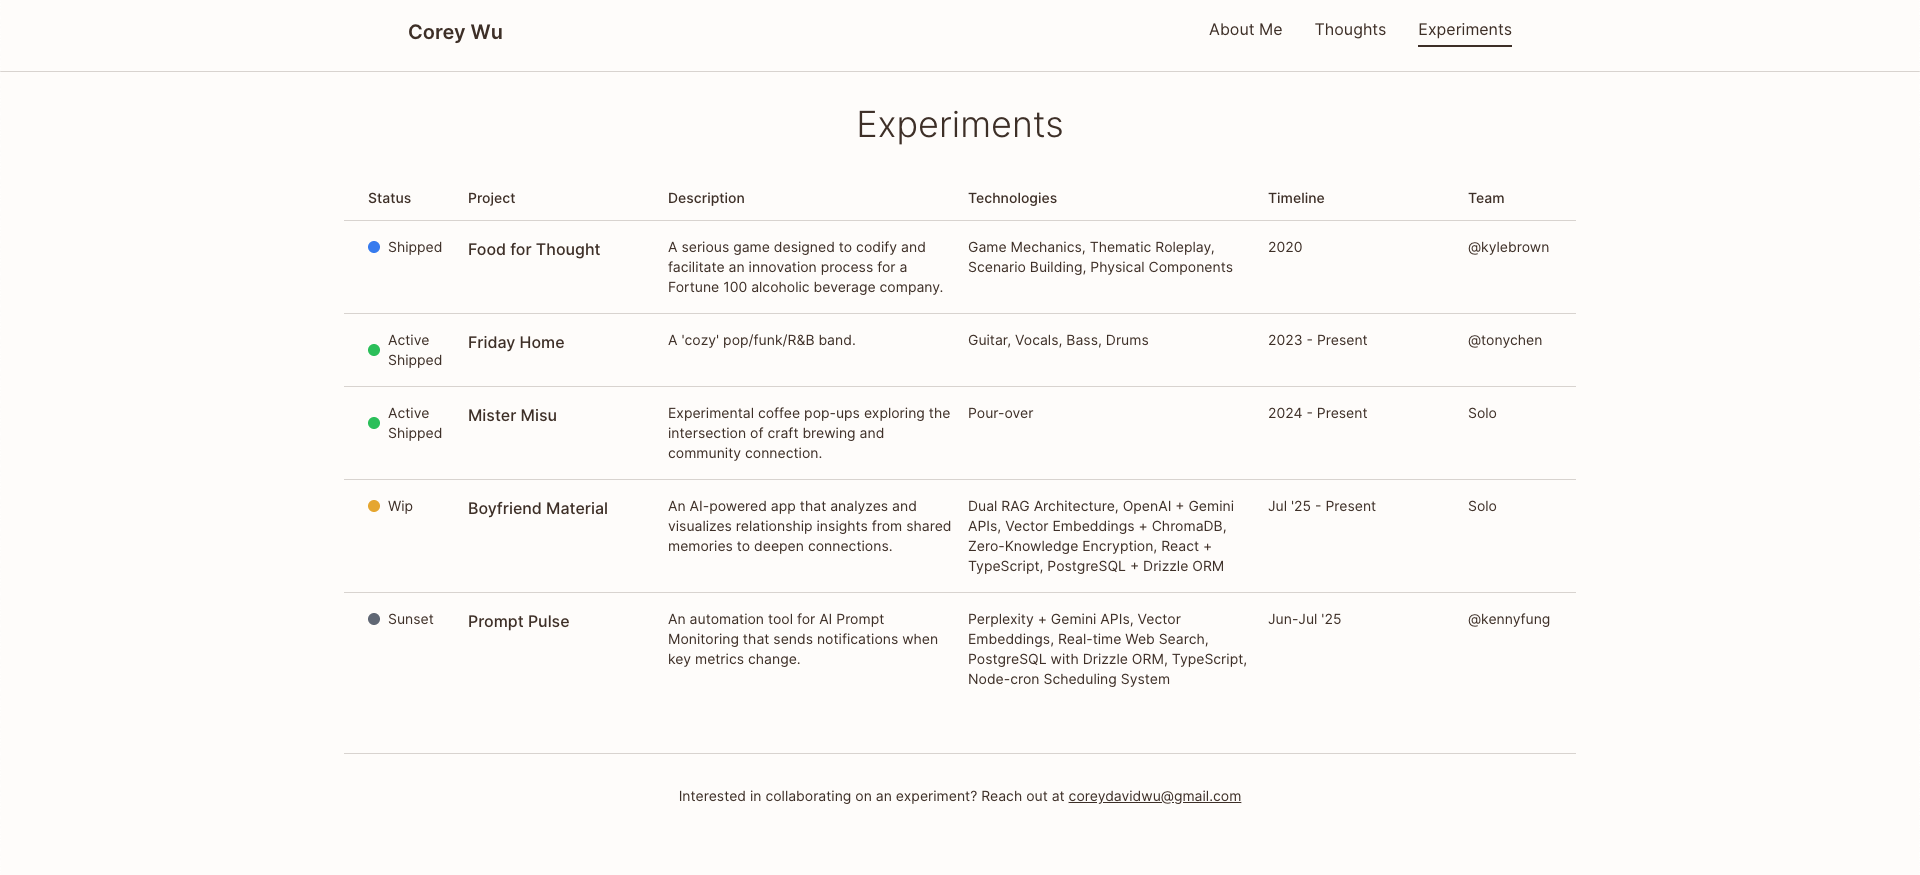 Corey Wu
About Me Thoughts Experiments
Experiments
Status Project Description Technologies Timeline Team
Shipped
Food for Thought
A serious game designed to codify and
facilitate an innovation process for a
Fortune 100 alcoholic beverage company.
Game Mechanics, Thematic Roleplay,
Scenario Building, Physical Components
2020
@kylebrown
Active
Shipped
Friday Home
A 'cozy' pop/funk/R&B band.
Guitar, Vocals, Bass, Drums
2023 - Present
@tonychen
Active
Shipped
Mister Misu
Experimental coffee pop-ups exploring the
intersection of craft brewing and
community connection.
Pour-over
2024 - Present
Solo
Wip
Boyfriend Material
An AI-powered app that analyzes and
visualizes relationship insights from shared
memories to deepen connections.
Dual RAG Architecture, OpenAI + Gemini
APIs, Vector Embeddings + ChromaDB,
Zero-Knowledge Encryption, React +
TypeScript, PostgreSQL + Drizzle ORM
Jul '25 - Present
Solo
Sunset
Prompt Pulse
An automation tool for AI Prompt
Monitoring that sends notifications when
key metrics change.
Perplexity + Gemini APIs, Vector
Embeddings, Real-time Web Search,
PostgreSQL with Drizzle ORM, TypeScript,
Node-cron Scheduling System
Jun-Jul '25
@kennyfung
Interested in collaborating on an experiment? Reach out at coreydavidwu@gmail.com